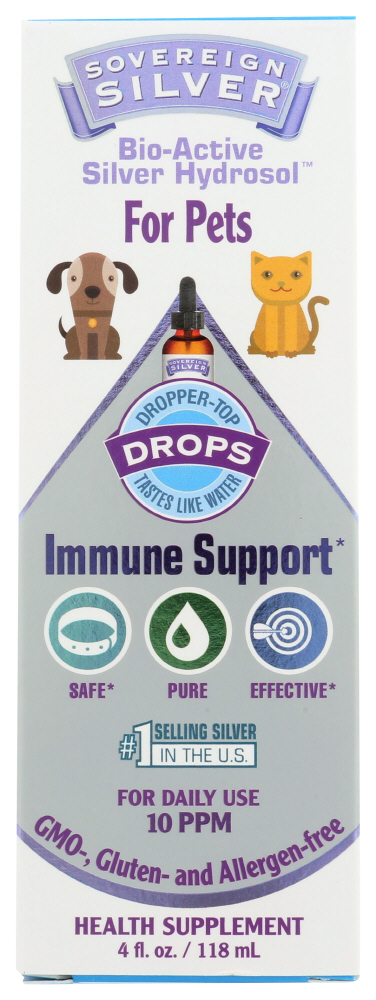 SOVEREIGN
SILVER®
Bio-Active
Silver Hydrosol™
For Pets
SOVEREIGN
SILVER
DROPPER-TOP
DROPS
TASTES LIKE WATER
Immune Support*
SAFE*
PURE
EFFECTIVE*
#1 SELLING SILVER
IN THE U.S.
FOR DAILY USE
10 PPM
GMO-, Gluten- and Allergen-free
HEALTH SUPPLEMENT
4 fl. oz. / 118 mL